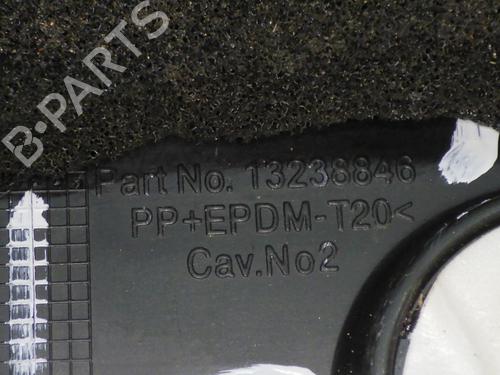 B-PARTS
Part No. 13238846
PP+EPDM-T20<
Cav.No2